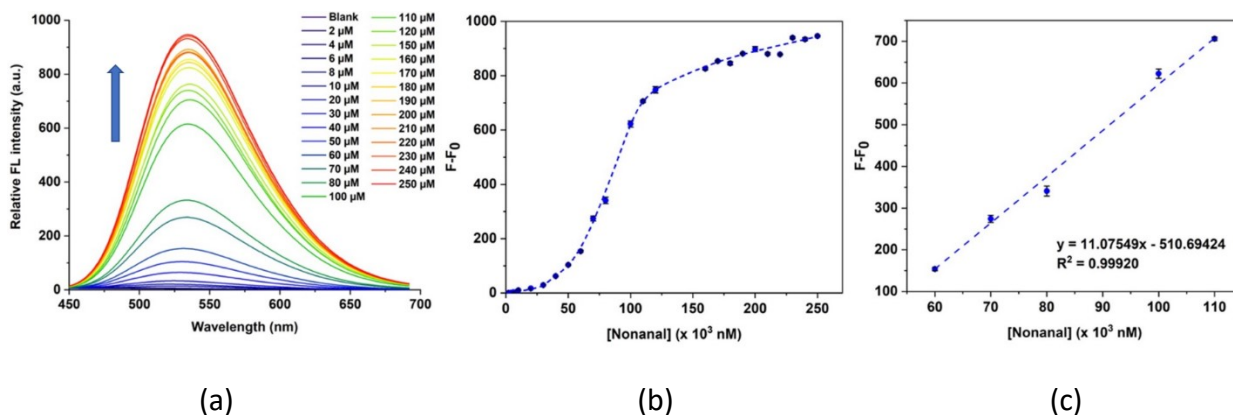 1000
800
600
400
200
0
Relative FL intensity (a.u.)
450 500 550 600 650 700
Wavelength (nm)
Blank
2 µM
4 µM
6 µM
8 µM
10 µM
20 µM
30 µM
40 µM
50 µM
60 µM
70 µM
80 µM
100 µM
110 µM
120 µM
150 µM
160 µM
170 µM
180 µM
190 µM
200 µM
210 µM
220 µM
230 µM
240 µM
250 µM
(a)
1000
800
600
400
200
0
F-F0
0 50 100 150 200 250
[Nonanal] (x 10³ nM)
(b)
700
600
500
400
300
200
100
F-F0
60 70 80 90 100 110
[Nonanal] (x 10³ nM)
y = 11.07549x - 510.69424
R² = 0.99920
(c)